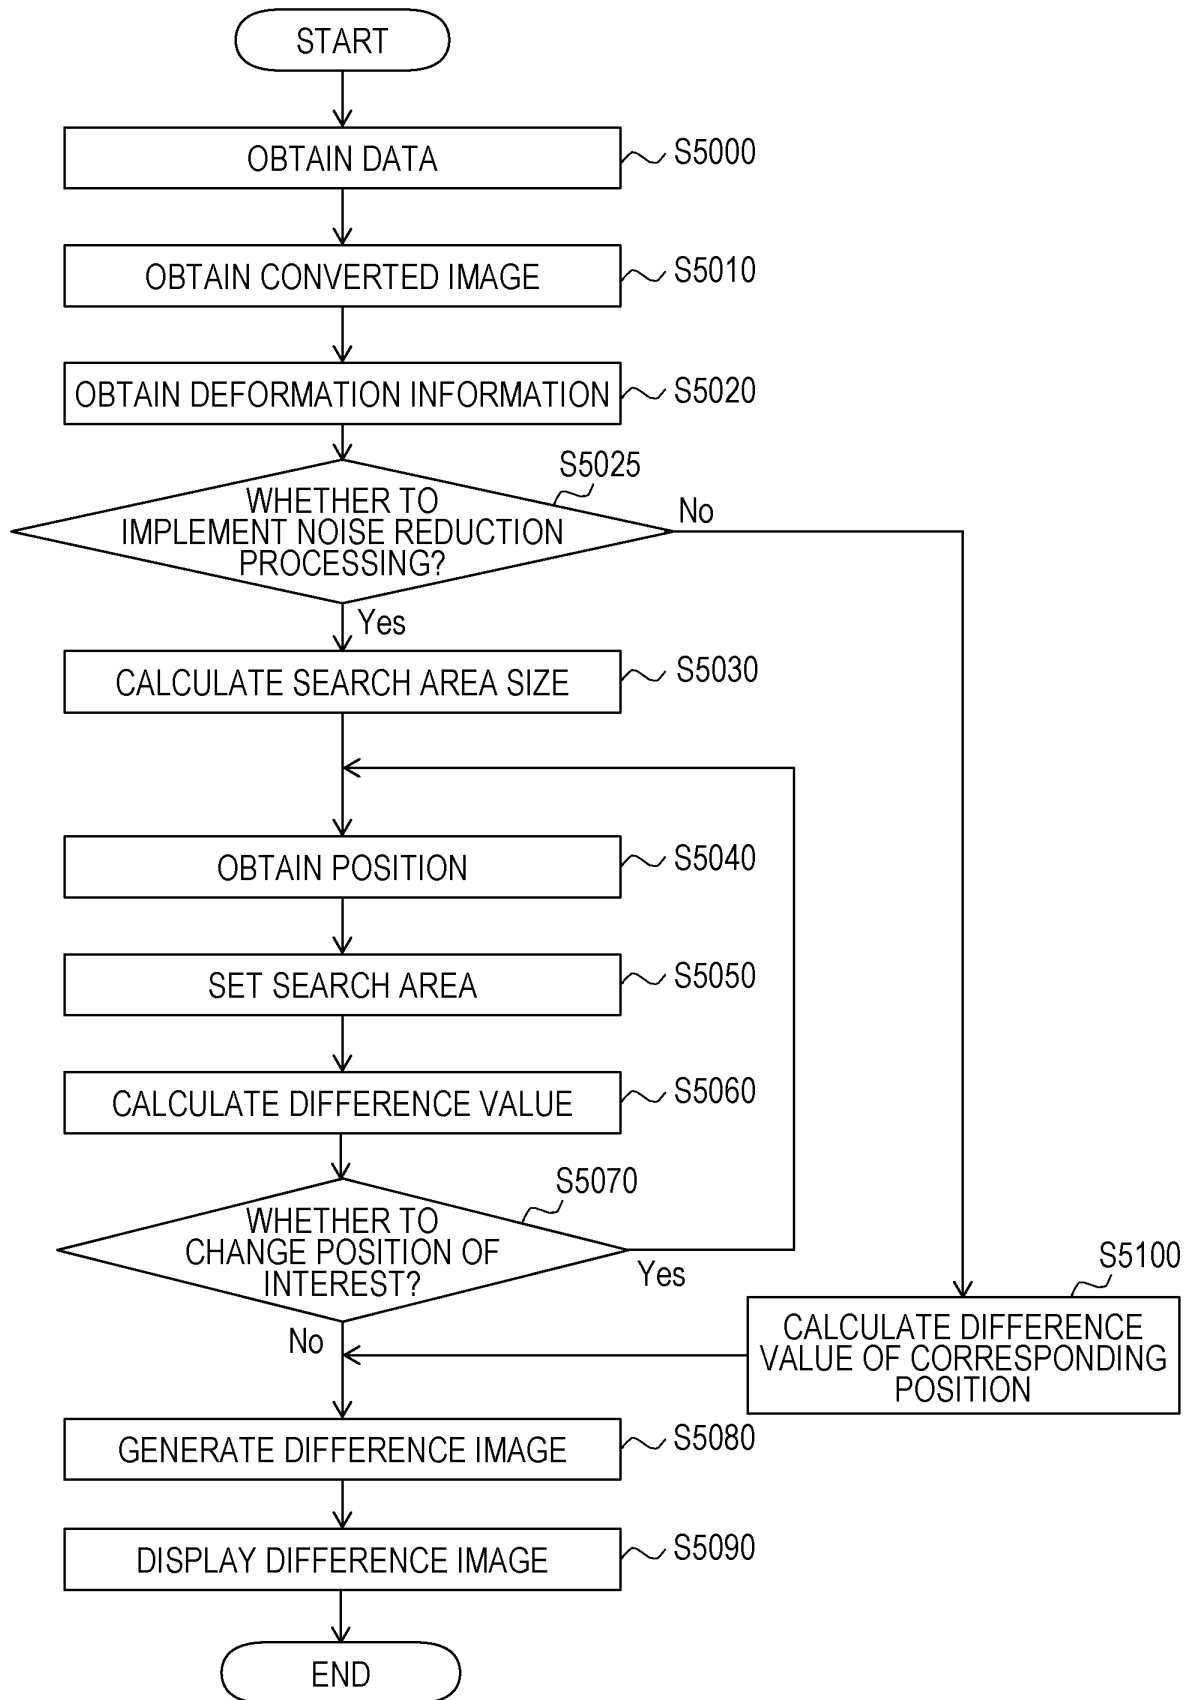 START
OBTAIN DATA
S5000
OBTAIN CONVERTED IMAGE
S5010
OBTAIN DEFORMATION INFORMATION
S5020
S5025
WHETHER TO
IMPLEMENT NOISE REDUCTION
PROCESSING?
No
Yes
CALCULATE SEARCH AREA SIZE
S5030
OBTAIN POSITION
S5040
SET SEARCH AREA
S5050
CALCULATE DIFFERENCE VALUE
S5060
S5070
WHETHER TO
CHANGE POSITION OF
INTEREST?
Yes
No
S5100
CALCULATE DIFFERENCE
VALUE OF CORRESPONDING
POSITION
GENERATE DIFFERENCE IMAGE
S5080
DISPLAY DIFFERENCE IMAGE
S5090
END